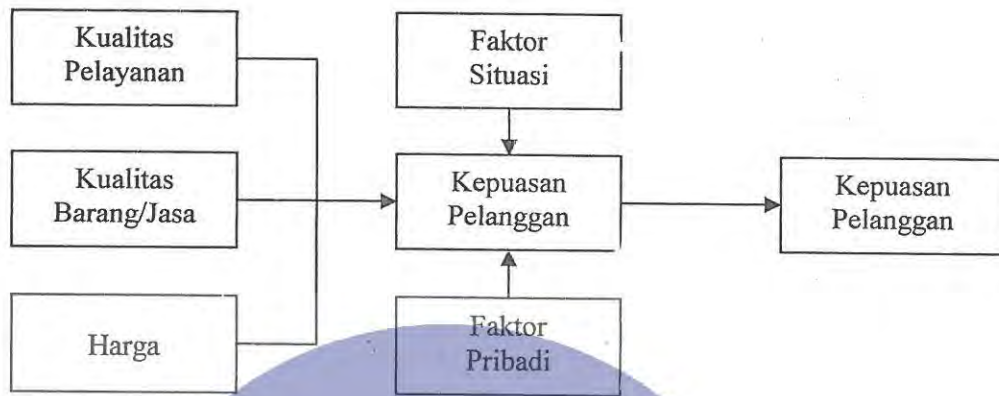 Kualitas
Pelayanan
Faktor
Situasi
Kualitas
Barang/Jasa
Kepuasan
Pelanggan
Kepuasan
Pelanggan
Harga
Faktor
Pribadi